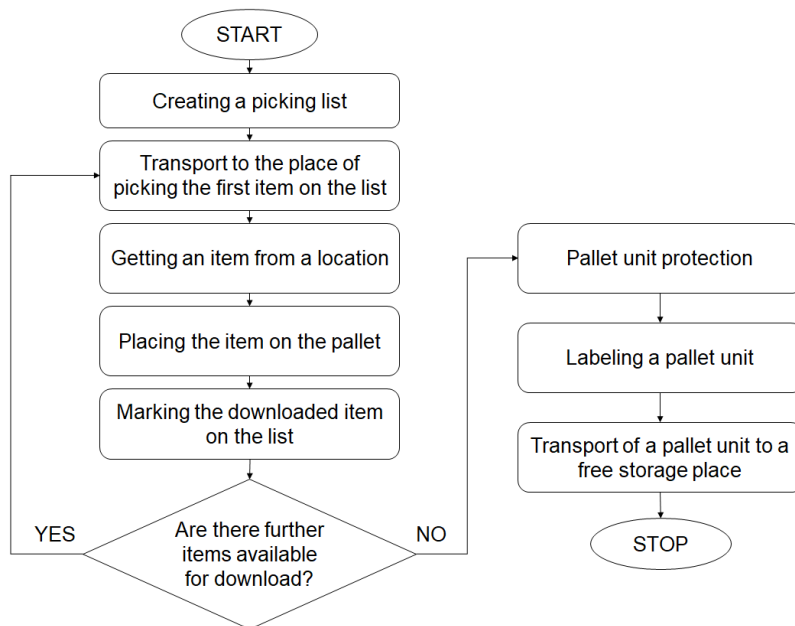 START
Creating a picking list
Transport to the place of
picking the first item on the list
Getting an item from a location
Placing the item on the pallet
Marking the downloaded item
on the list
YES
Are there further
items available
for download?
NO
Pallet unit protection
Labeling a pallet unit
Transport of a pallet unit to a
free storage place
STOP